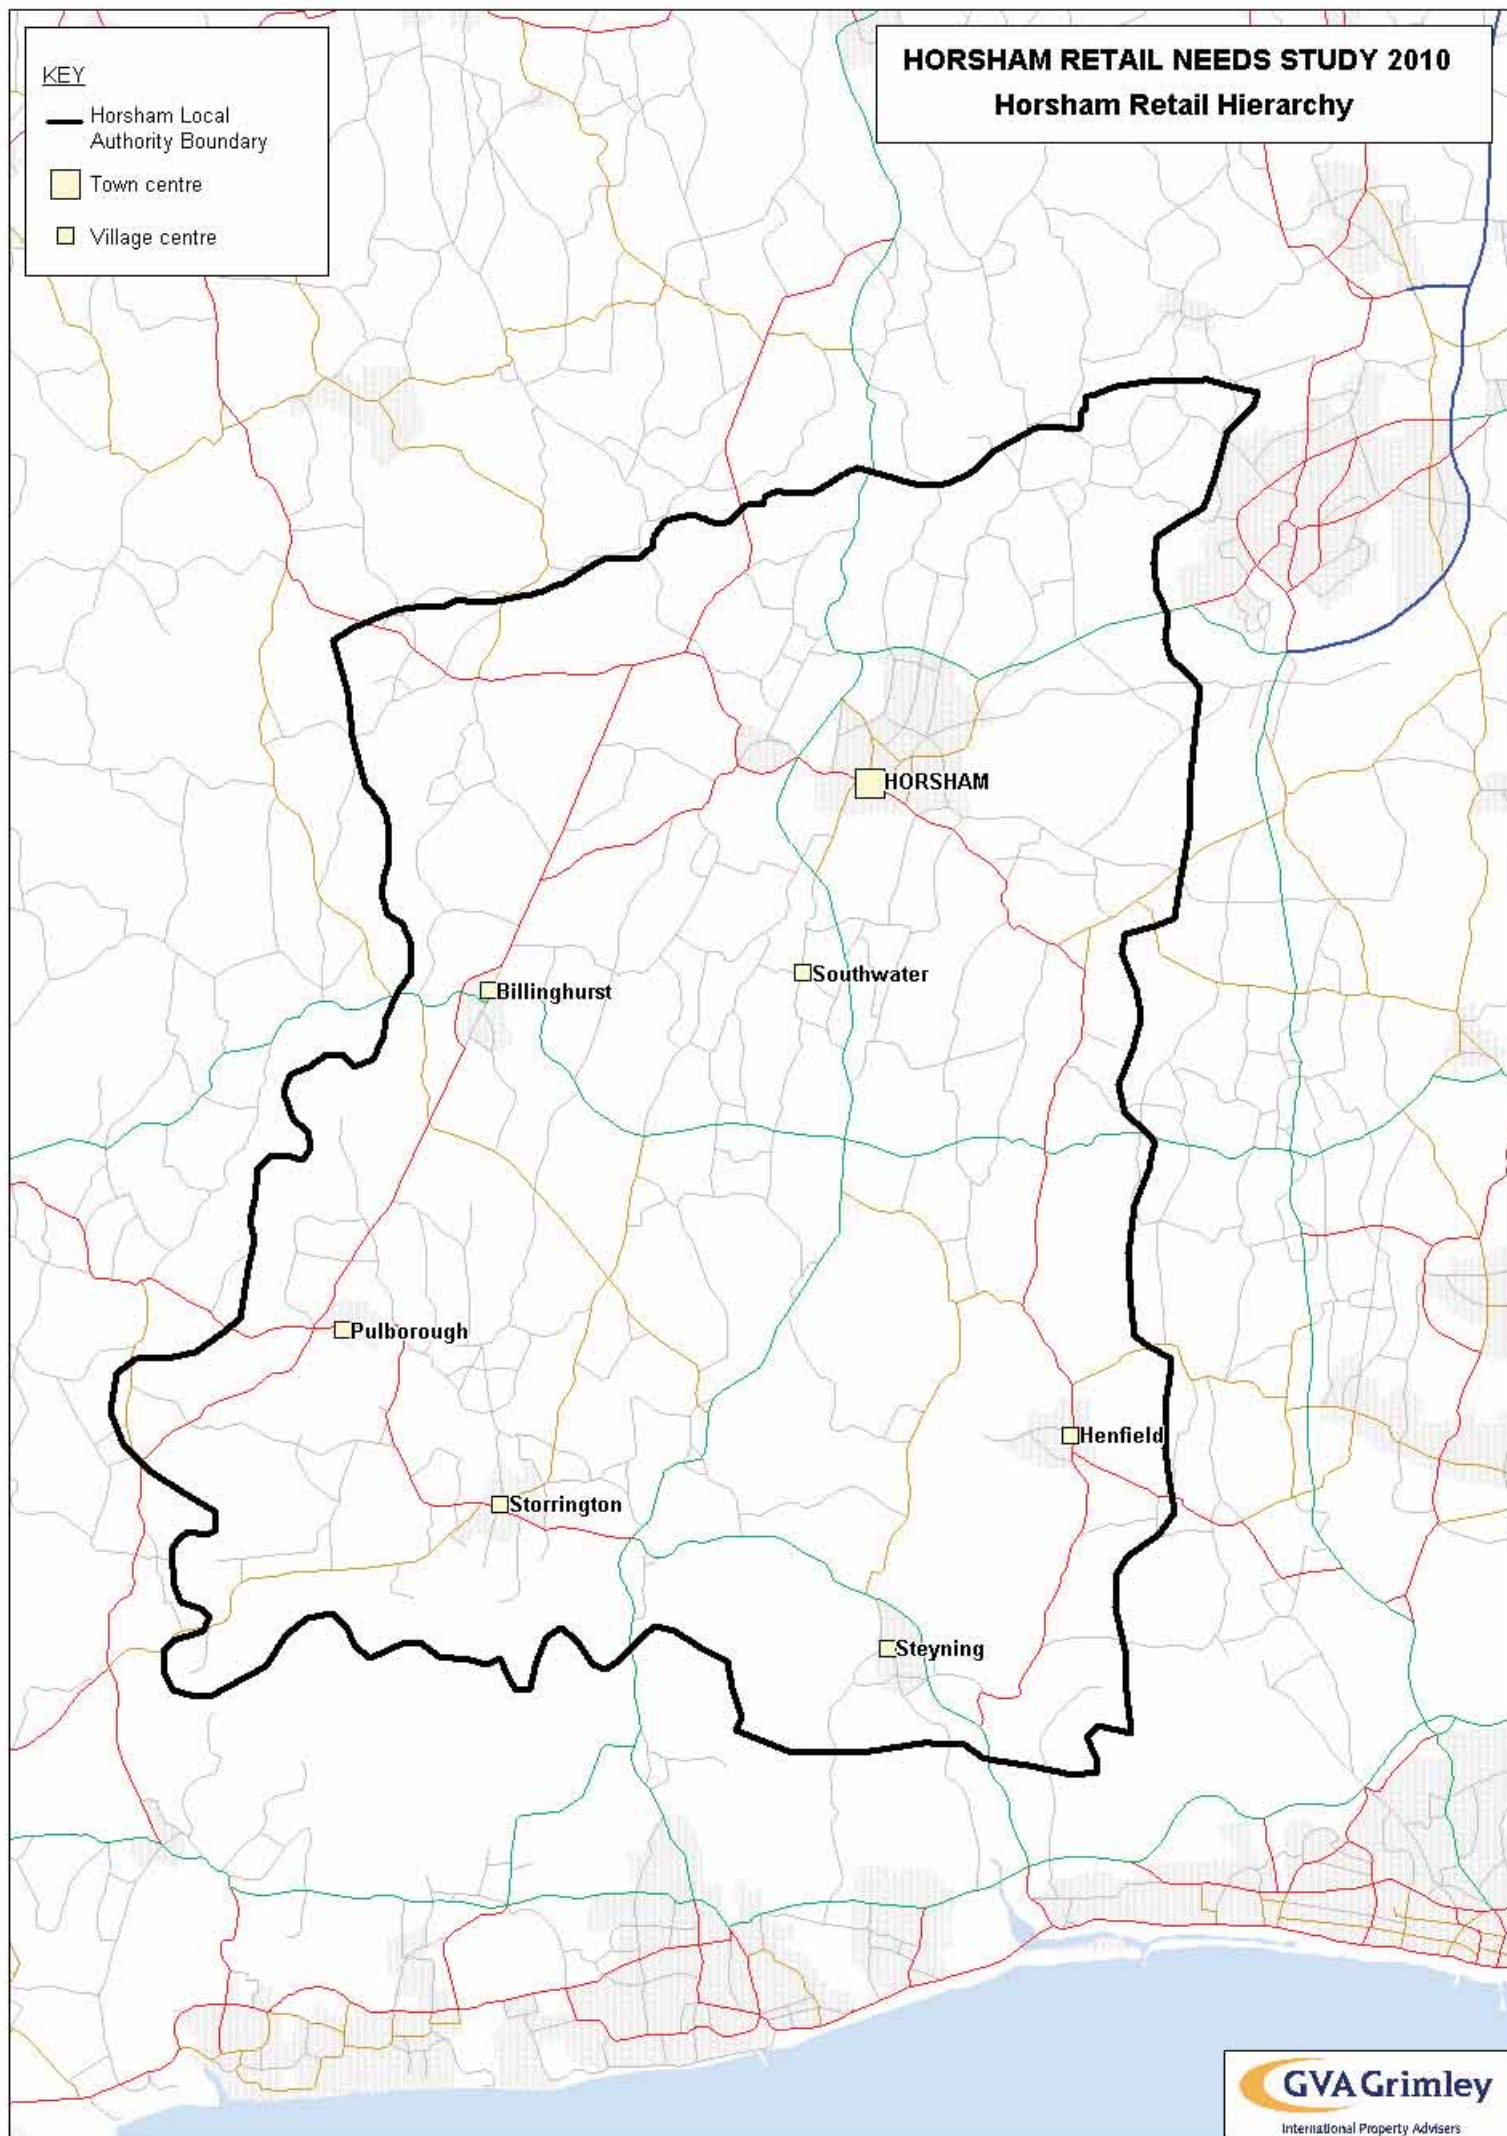 HORSHAM RETAIL NEEDS STUDY 2010
Horsham Retail Hierarchy
KEY
Horsham Local
Authority Boundary
Town centre
Village centre
HORSHAM
Southwater
Billinghurst
Pulborough
Henfield
Storrington
Steyning
GVA Grimley
International Property Advisers